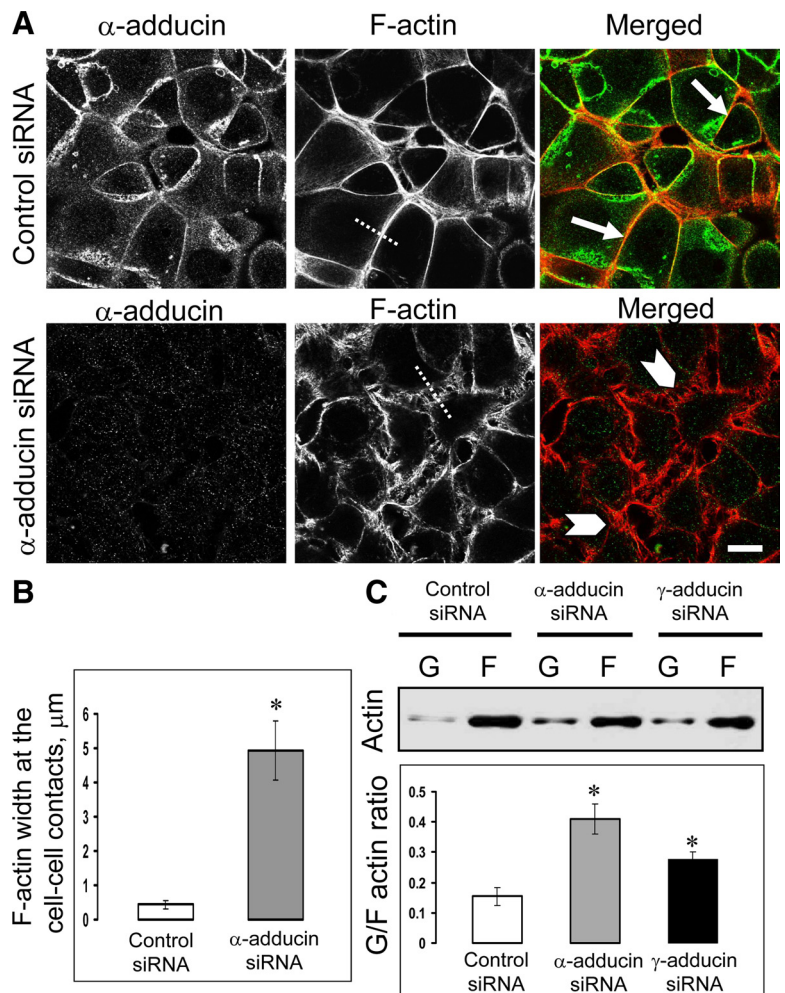 A
α-adducin F-actin Merged
Control siRNA
α-adducin F-actin Merged
α-adducin siRNA
B
F-actin width at the
cell-cell contacts, μm
6
5
4
3
2
1
0
*
Control
siRNA
α-adducin
siRNA
C
Control
siRNA
α-adducin
siRNA
γ-adducin
siRNA
G F G F G F
Actin
G/F actin ratio
0.5
0.4
0.3
0.2
0.1
0
*
*
Control
siRNA
α-adducin
siRNA
γ-adducin
siRNA